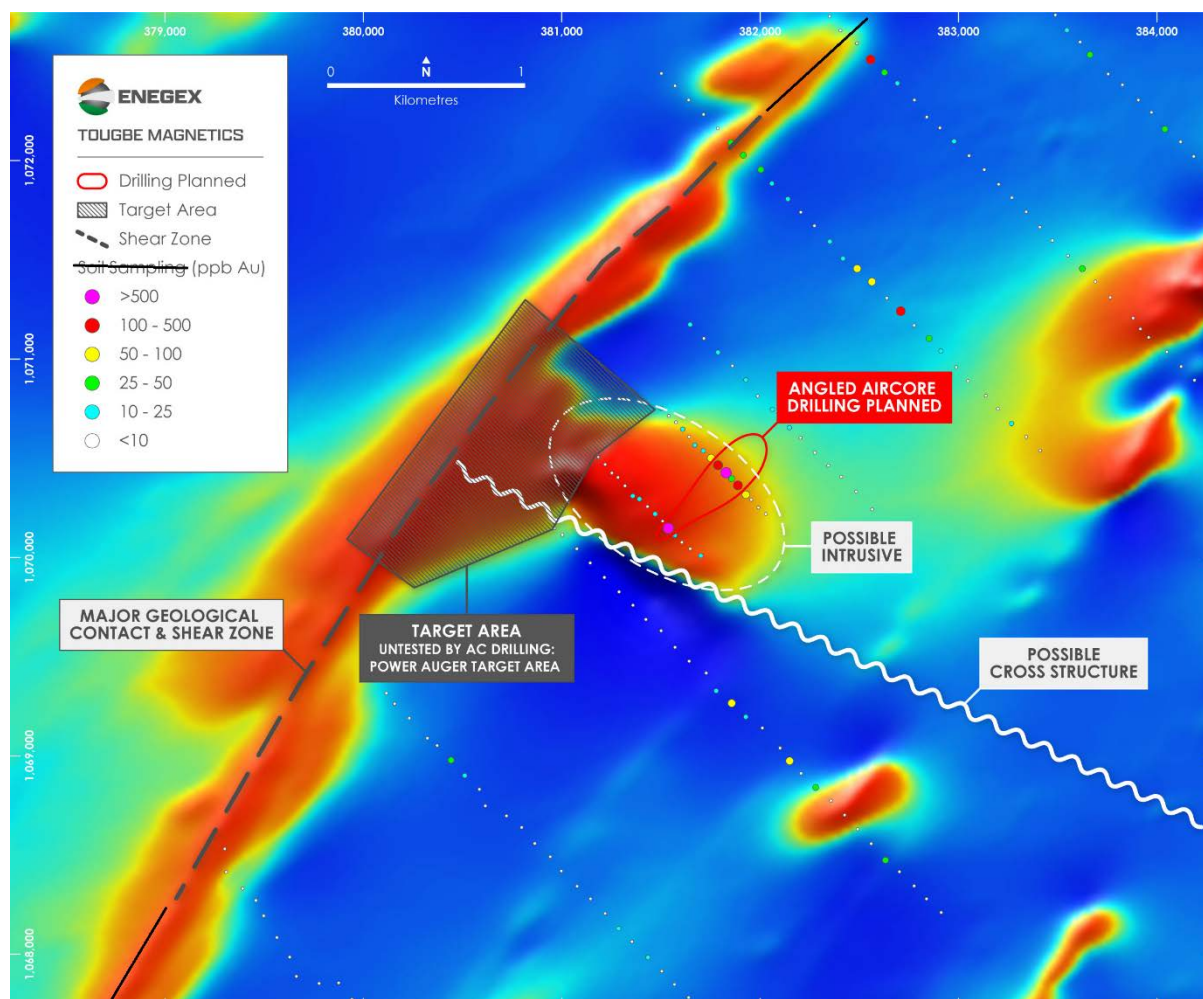 379,000
380,000
381,000
382,000
383,000
384,000
ENEGEX
TOUGBE MAGNETICS
Drilling Planned
Target Area
Shear Zone
Soil Sampling (ppb Au)
>500
100 - 500
50 - 100
25 - 50
10 - 25
<10
N
0 1
Kilometres
1,072,000
1,071,000
1,070,000
1,069,000
1,068,000
ANGLED AIRCORE
DRILLING PLANNED
POSSIBLE
INTRUSIVE
MAJOR GEOLOGICAL
CONTACT & SHEAR ZONE
TARGET AREA
UNTESTED BY AC DRILLING:
POWER AUGER TARGET AREA
POSSIBLE
CROSS STRUCTURE